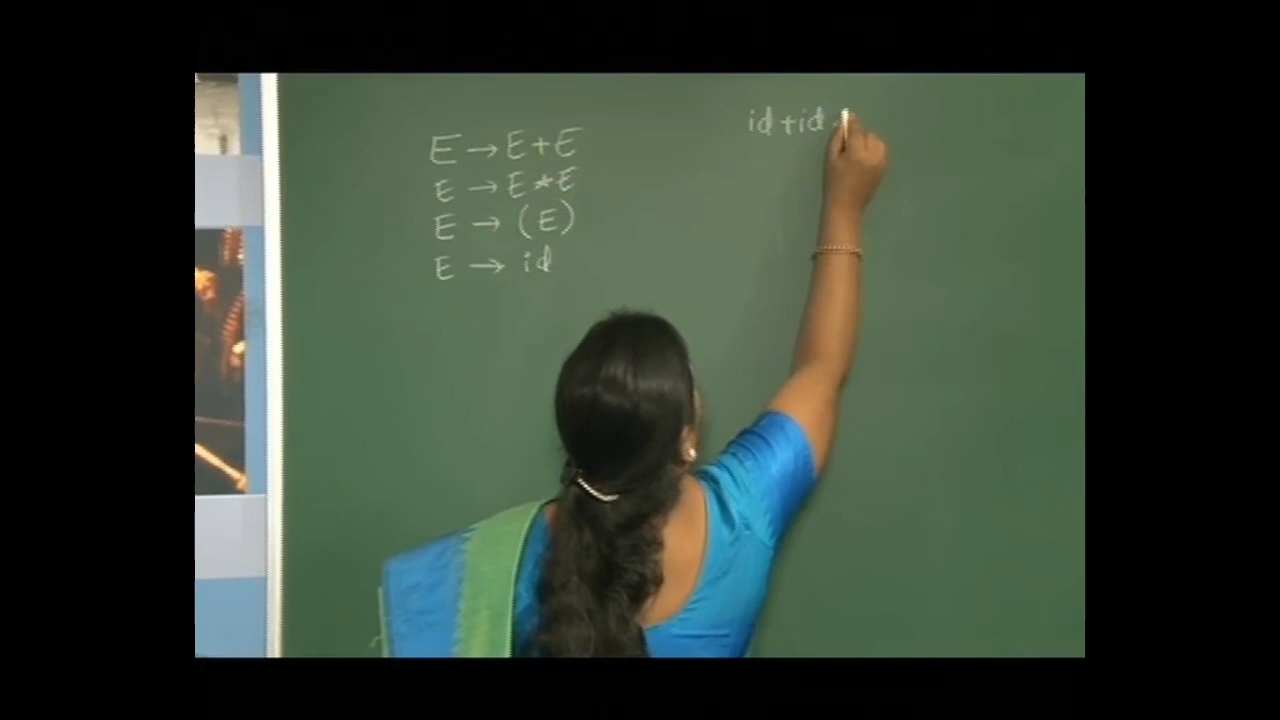 E → E + E
E → E * E
E → (E)
E → id
id + id